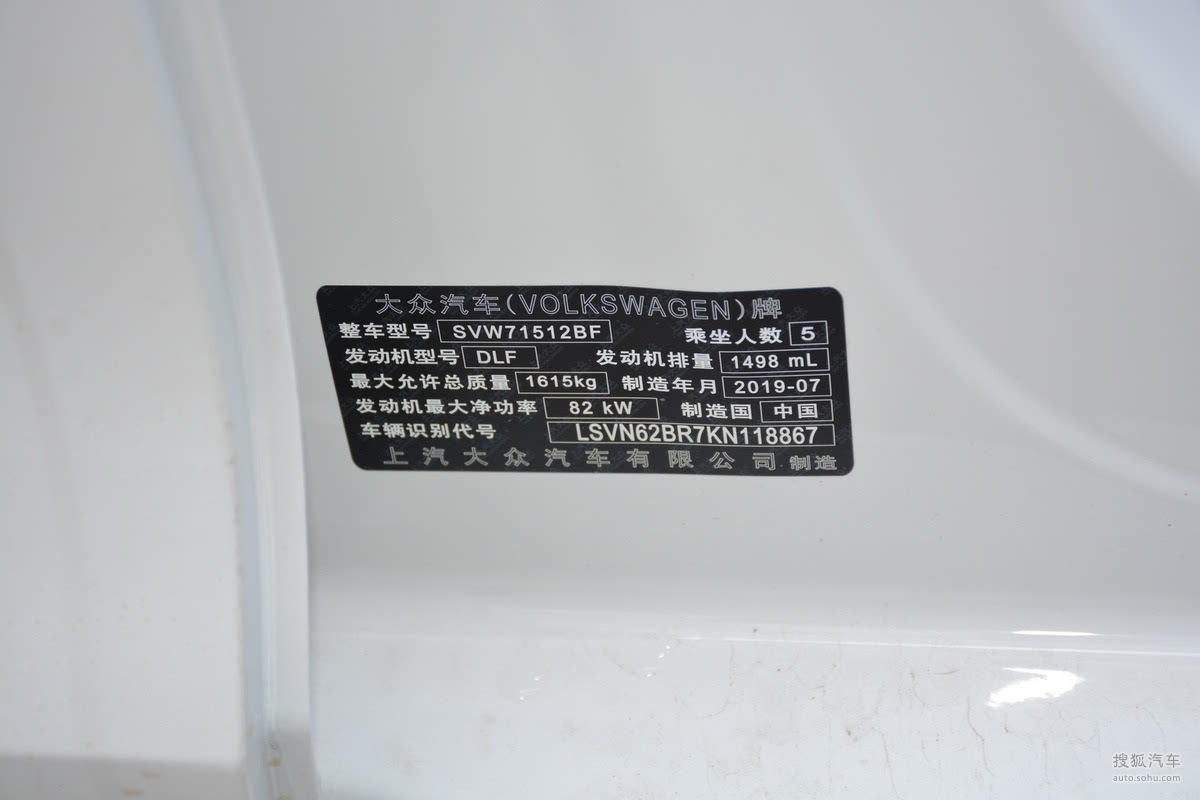 大众汽车(VOLKSWAGEN)牌
整车型号 SVW71512BF 乘坐人数 5
发动机型号 DLF 发动机排量 1498 mL
最大允许总质量 1615kg 制造年月 2019-07
发动机最大净功率 82 kW 制造国 中国
车辆识别代号 LSVN62BR7KN118867
上汽大众汽车有限公司 制造
搜狐汽车
auto.sohu.com